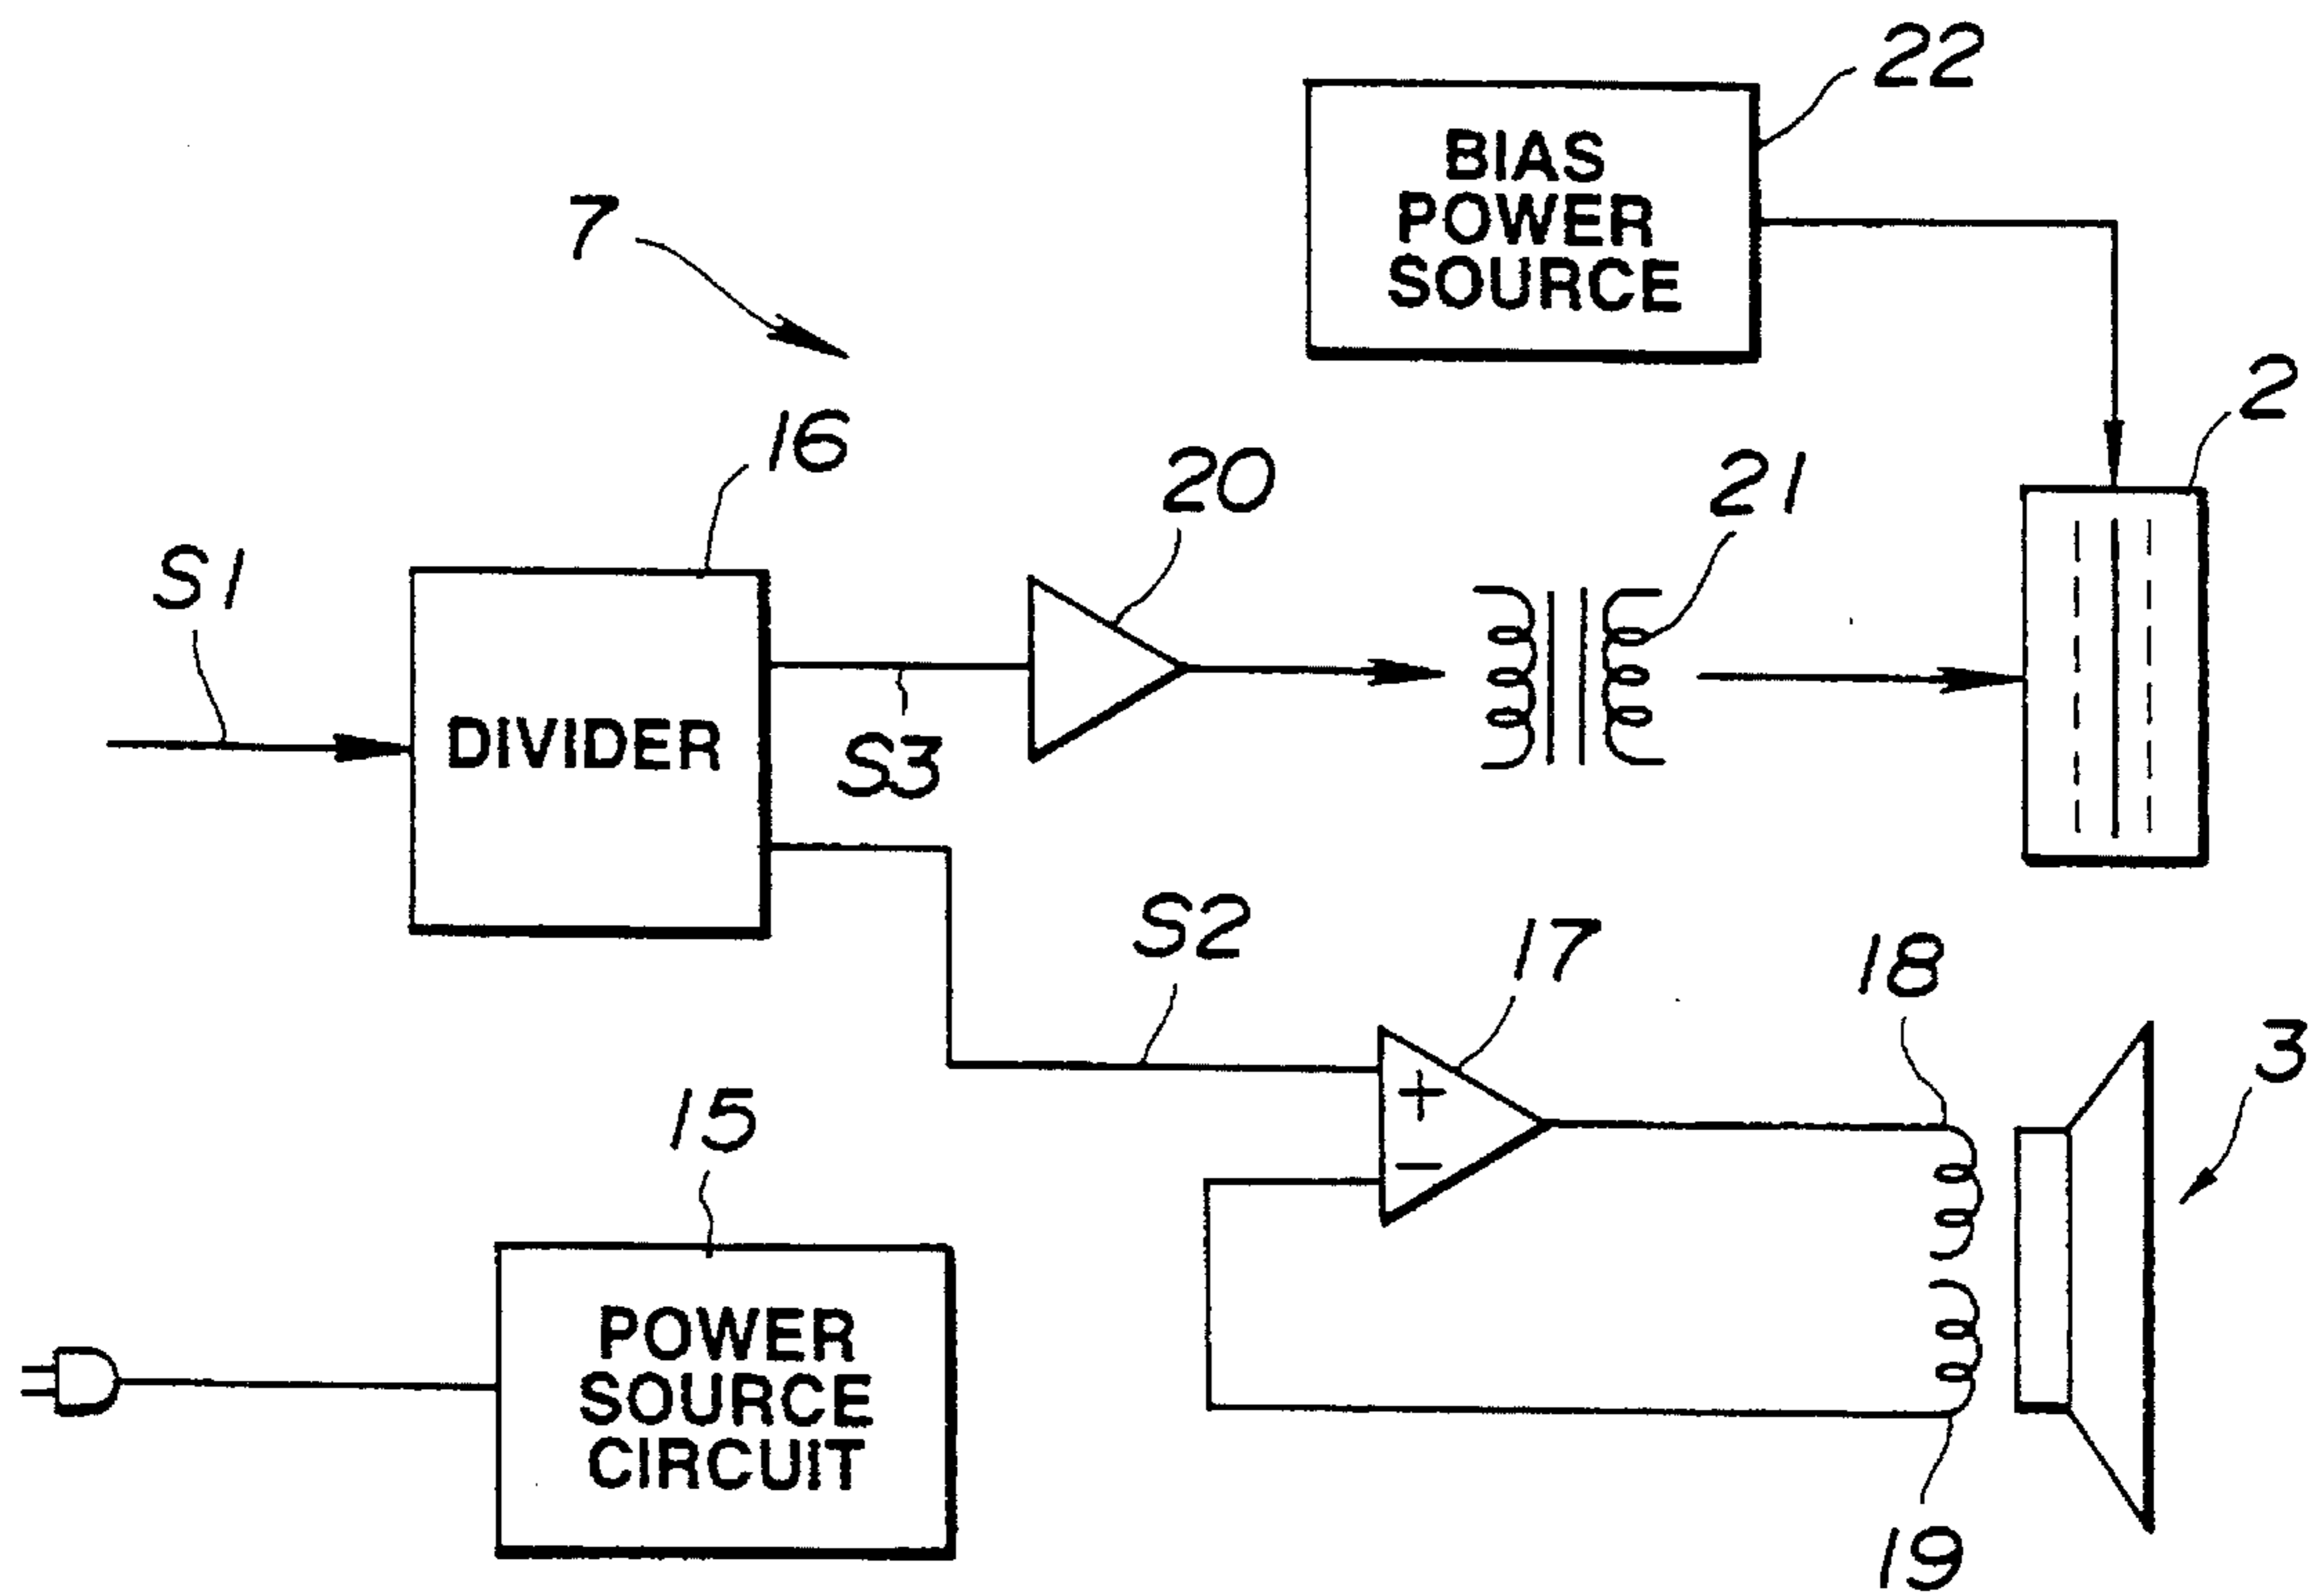 22
BIAS
POWER
SOURCE
7
2
16
20
21
S1
DIVIDER
S3
S2
17
18
3
15
+
−
POWER
SOURCE
CIRCUIT
19